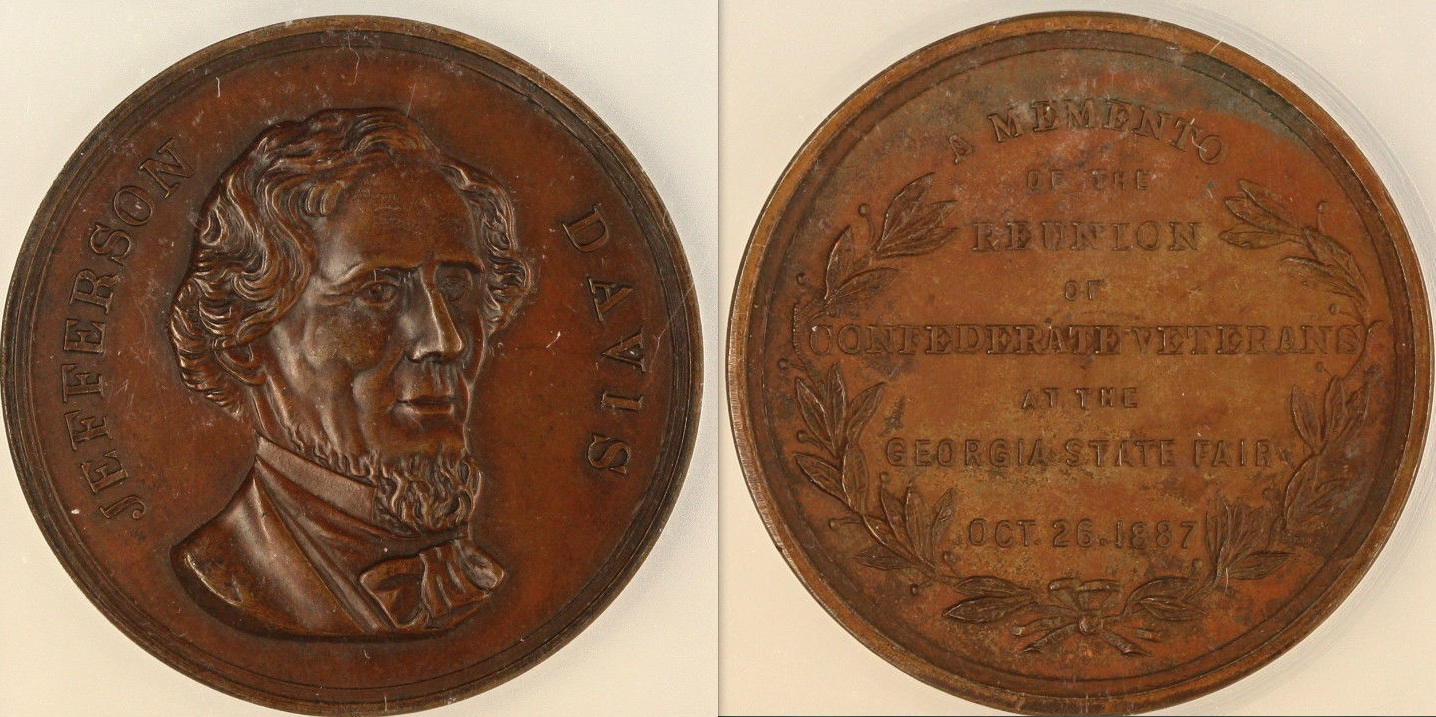 JEFFERSON DAVIS
A MEMENTO
OF THE
REUNION
OF
CONFEDERATE VETERANS
AT THE
GEORGIA STATE FAIR
OCT. 26. 1887